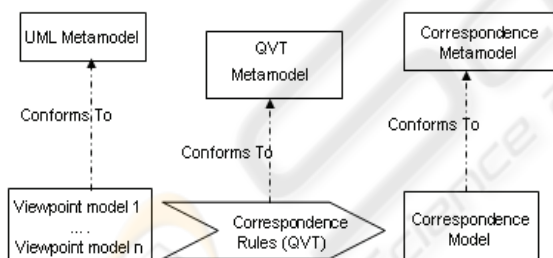 UML Metamodel
QVT
Metamodel
Correspondence
Metamodel
Conforms To
Conforms To
Conforms To
Viewpoint model 1
....
Viewpoint model n
Correspondence
Rules (QVT)
Correspondence
Model